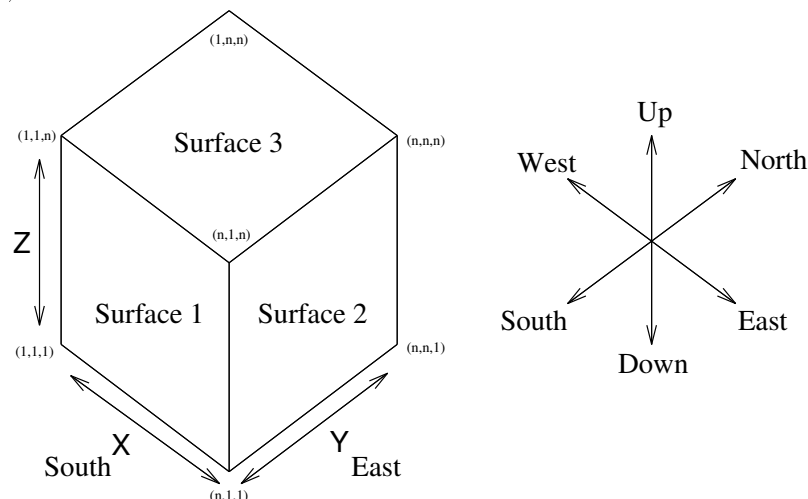 (1,n,n)
(1,1,n)
Surface 3
(n,n,n)
(n,1,n)
Z
Surface 1
Surface 2
(1,1,1)
(n,n,1)
X
Y
South
East
(n,1,1)
Up
West
North
South
East
Down